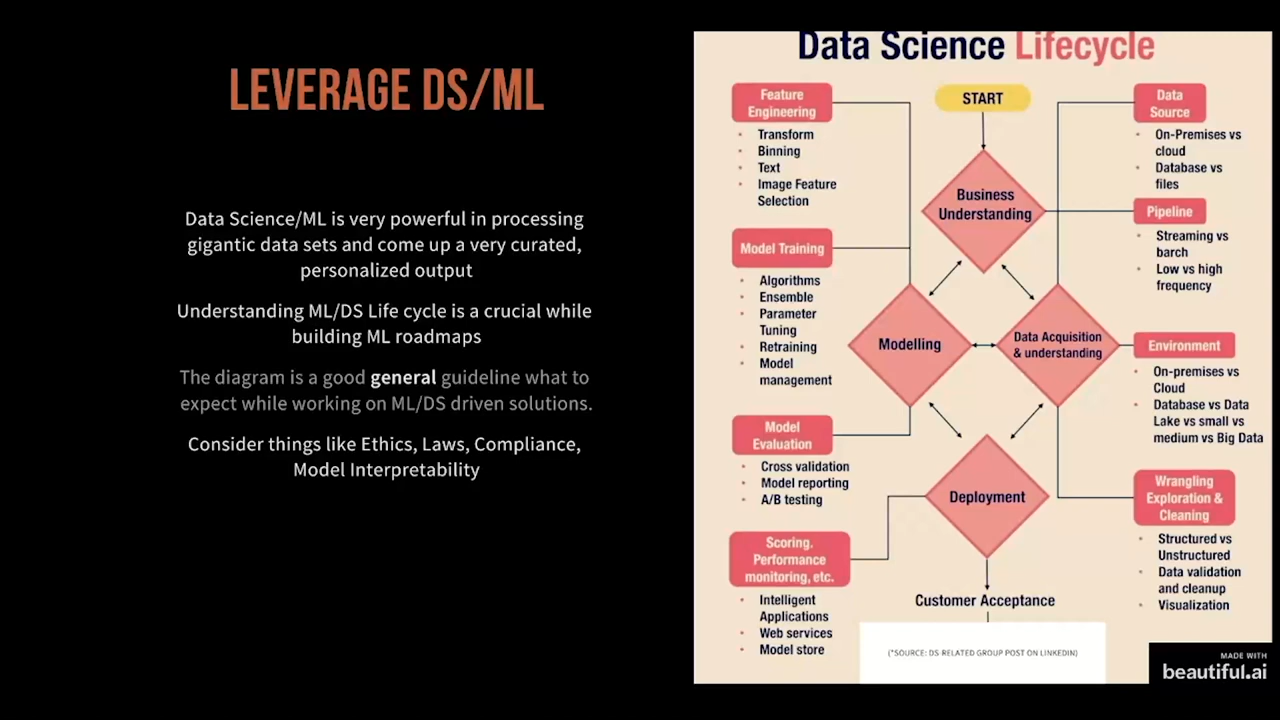 LEVERAGE DS/ML
Data Science/ML is very powerful in processing
gigantic data sets and come up a very curated,
personalized output
Understanding ML/DS Life cycle is a crucial while
building ML roadmaps
The diagram is a good general guideline what to
expect while working on ML/DS driven solutions.
Consider things like Ethics, Laws, Compliance,
Model Interpretability
Data Science Lifecycle
START
Business
Understanding
Modelling
Data Acquisition
& understanding
Deployment
Customer Acceptance
Feature
Engineering
• Transform
• Binning
• Text
• Image Feature
Selection
Model Training
• Algorithms
• Ensemble
• Parameter
Tuning
• Retraining
• Model
management
Model
Evaluation
• Cross validation
• Model reporting
• A/B testing
Scoring.
Performance
monitoring, etc.
• Intelligent
Applications
• Web services
• Model store
Data
Source
• On-Premises vs
cloud
• Database vs
files
Pipeline
• Streaming vs
barch
• Low vs high
frequency
Environment
• On-premises vs
Cloud
• Database vs Data
Lake vs small vs
medium vs Big Data
Wrangling
Exploration &
Cleaning
• Structured vs
Unstructured
• Data validation
and cleanup
• Visualization
(*SOURCE: DS RELATED GROUP POST ON LINKEDIN)
MADE WITH
beautiful.ai